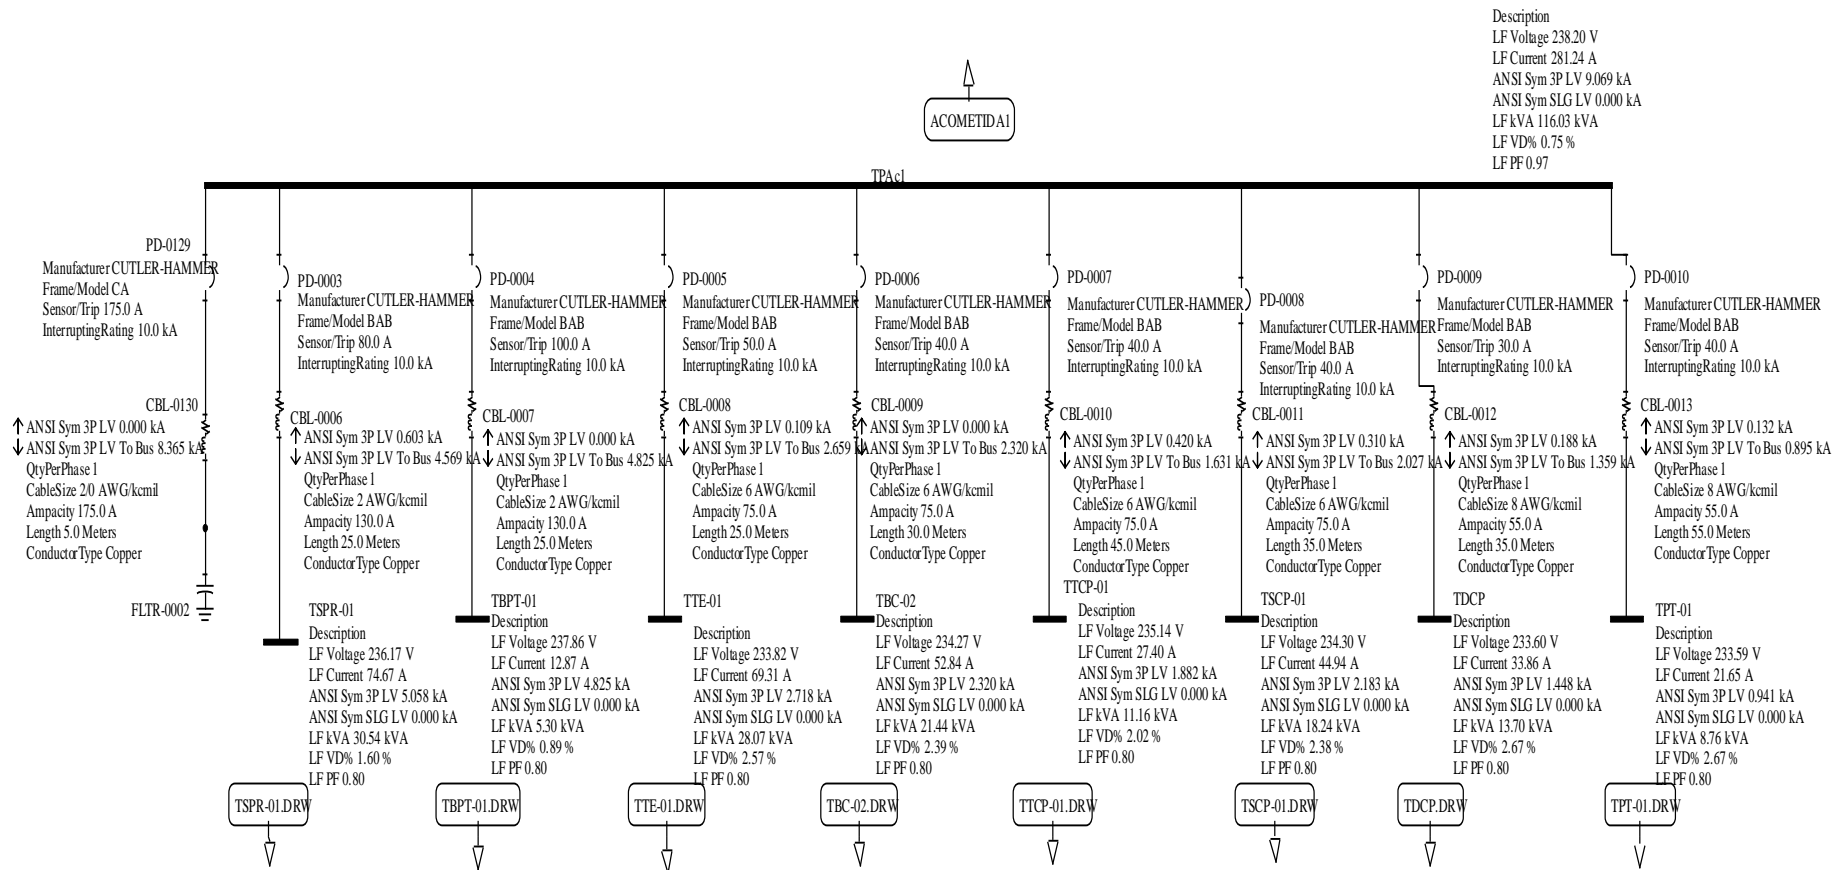 Description
LF Voltage 238.20 V
LF Current 281.24 A
ANSI Sym 3P LV 9.069 kA
ANSI Sym SLG LV 0.000 kA
LF kVA 116.03 kVA
LF VD% 0.75 %
LF PF 0.97
ACOMETIDA1
TPAc1
PD-0129
Manufacturer CUTLER-HAMMER
Frame/Model CA
Sensor/Trip 175.0 A
InterruptingRating 10.0 kA
PD-0003
Manufacturer CUTLER-HAMMER
Frame/Model BAB
Sensor/Trip 80.0 A
InterruptingRating 10.0 kA
PD-0004
Manufacturer CUTLER-HAMMER
Frame/Model BAB
Sensor/Trip 100.0 A
InterruptingRating 10.0 kA
PD-0005
Manufacturer CUTLER-HAMMER
Frame/Model BAB
Sensor/Trip 50.0 A
InterruptingRating 10.0 kA
PD-0006
Manufacturer CUTLER-HAMMER
Frame/Model BAB
Sensor/Trip 40.0 A
InterruptingRating 10.0 kA
PD-0007
Manufacturer CUTLER-HAMMER
Frame/Model BAB
Sensor/Trip 40.0 A
InterruptingRating 10.0 kA
PD-0008
Manufacturer CUTLER-HAMMER
Frame/Model BAB
Sensor/Trip 40.0 A
InterruptingRating 10.0 kA
PD-0009
Manufacturer CUTLER-HAMMER
Frame/Model BAB
Sensor/Trip 30.0 A
InterruptingRating 10.0 kA
PD-0010
Manufacturer CUTLER-HAMMER
Frame/Model BAB
Sensor/Trip 40.0 A
InterruptingRating 10.0 kA
CBL-0130
ANSI Sym 3P LV 0.000 kA
ANSI Sym 3P LV To Bus 8.365 kA
QtyPerPhase 1
CableSize 2/0 AWG/kcmil
Ampacity 175.0 A
Length 5.0 Meters
ConductorType Copper
FLTR-0002
CBL-0006
ANSI Sym 3P LV 0.603 kA
ANSI Sym 3P LV To Bus 4.569 kA
QtyPerPhase 1
CableSize 2 AWG/kcmil
Ampacity 130.0 A
Length 25.0 Meters
ConductorType Copper
CBL-0007
ANSI Sym 3P LV 0.000 kA
ANSI Sym 3P LV To Bus 4.825 kA
QtyPerPhase 1
CableSize 2 AWG/kcmil
Ampacity 130.0 A
Length 25.0 Meters
ConductorType Copper
CBL-0008
ANSI Sym 3P LV 0.109 kA
ANSI Sym 3P LV To Bus 2.659 kA
QtyPerPhase 1
CableSize 6 AWG/kcmil
Ampacity 75.0 A
Length 25.0 Meters
ConductorType Copper
CBL-0009
ANSI Sym 3P LV 0.000 kA
ANSI Sym 3P LV To Bus 2.320 kA
QtyPerPhase 1
CableSize 6 AWG/kcmil
Ampacity 75.0 A
Length 30.0 Meters
ConductorType Copper
CBL-0010
ANSI Sym 3P LV 0.420 kA
ANSI Sym 3P LV To Bus 1.631 kA
QtyPerPhase 1
CableSize 6 AWG/kcmil
Ampacity 75.0 A
Length 45.0 Meters
ConductorType Copper
CBL-0011
ANSI Sym 3P LV 0.310 kA
ANSI Sym 3P LV To Bus 2.027 kA
QtyPerPhase 1
CableSize 6 AWG/kcmil
Ampacity 75.0 A
Length 35.0 Meters
ConductorType Copper
CBL-0012
ANSI Sym 3P LV 0.188 kA
ANSI Sym 3P LV To Bus 1.359 kA
QtyPerPhase 1
CableSize 8 AWG/kcmil
Ampacity 55.0 A
Length 35.0 Meters
ConductorType Copper
CBL-0013
ANSI Sym 3P LV 0.132 kA
ANSI Sym 3P LV To Bus 0.895 kA
QtyPerPhase 1
CableSize 8 AWG/kcmil
Ampacity 55.0 A
Length 55.0 Meters
ConductorType Copper
TSPR-01
Description
LF Voltage 236.17 V
LF Current 74.67 A
ANSI Sym 3P LV 5.058 kA
ANSI Sym SLG LV 0.000 kA
LF kVA 30.54 kVA
LF VD% 1.60 %
LF PF 0.80
TBPT-01
Description
LF Voltage 237.86 V
LF Current 12.87 A
ANSI Sym 3P LV 4.825 kA
ANSI Sym SLG LV 0.000 kA
LF kVA 5.30 kVA
LF VD% 0.89 %
LF PF 0.80
TTE-01
Description
LF Voltage 233.82 V
LF Current 69.31 A
ANSI Sym 3P LV 2.718 kA
ANSI Sym SLG LV 0.000 kA
LF kVA 28.07 kVA
LF VD% 2.57 %
LF PF 0.80
TBC-02
Description
LF Voltage 234.27 V
LF Current 52.84 A
ANSI Sym 3P LV 2.320 kA
ANSI Sym SLG LV 0.000 kA
LF kVA 21.44 kVA
LF VD% 2.39 %
LF PF 0.80
TTCP-01
Description
LF Voltage 235.14 V
LF Current 27.40 A
ANSI Sym 3P LV 1.882 kA
ANSI Sym SLG LV 0.000 kA
LF kVA 11.16 kVA
LF VD% 2.02 %
LF PF 0.80
TSCP-01
Description
LF Voltage 234.30 V
LF Current 44.94 A
ANSI Sym 3P LV 2.183 kA
ANSI Sym SLG LV 0.000 kA
LF kVA 18.24 kVA
LF VD% 2.38 %
LF PF 0.80
TDCP
Description
LF Voltage 233.60 V
LF Current 33.86 A
ANSI Sym 3P LV 1.448 kA
ANSI Sym SLG LV 0.000 kA
LF kVA 13.70 kVA
LF VD% 2.67 %
LF PF 0.80
TPT-01
Description
LF Voltage 233.59 V
LF Current 21.65 A
ANSI Sym 3P LV 0.941 kA
ANSI Sym SLG LV 0.000 kA
LF kVA 8.76 kVA
LF VD% 2.67 %
LF PF 0.80
TSPR-01.DRW
TBPT-01.DRW
TTE-01.DRW
TBC-02.DRW
TTCP-01.DRW
TSCP-01.DRW
TDCP.DRW
TPT-01.DRW